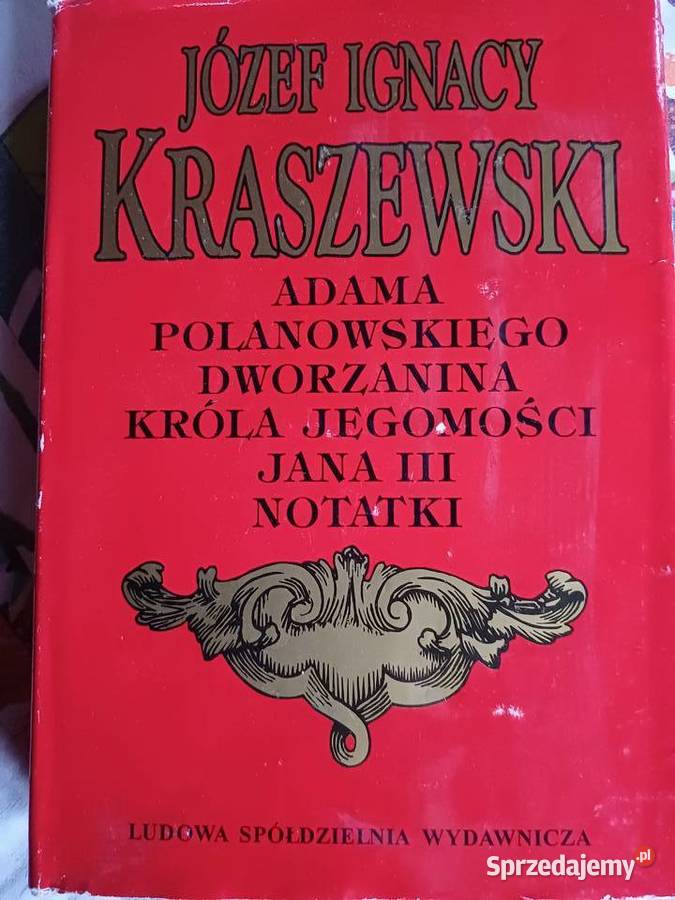 JÓZEF IGNACY
KRASZEWSKI
ADAMA
POLANOWSKIEGO
DWORZANINA
KRÓLA JEGOMOŚCI
JANA III
NOTATKI
LUDOWA SPÓŁDZIELNIA WYDAWNICZA
Sprzedajemy.pl